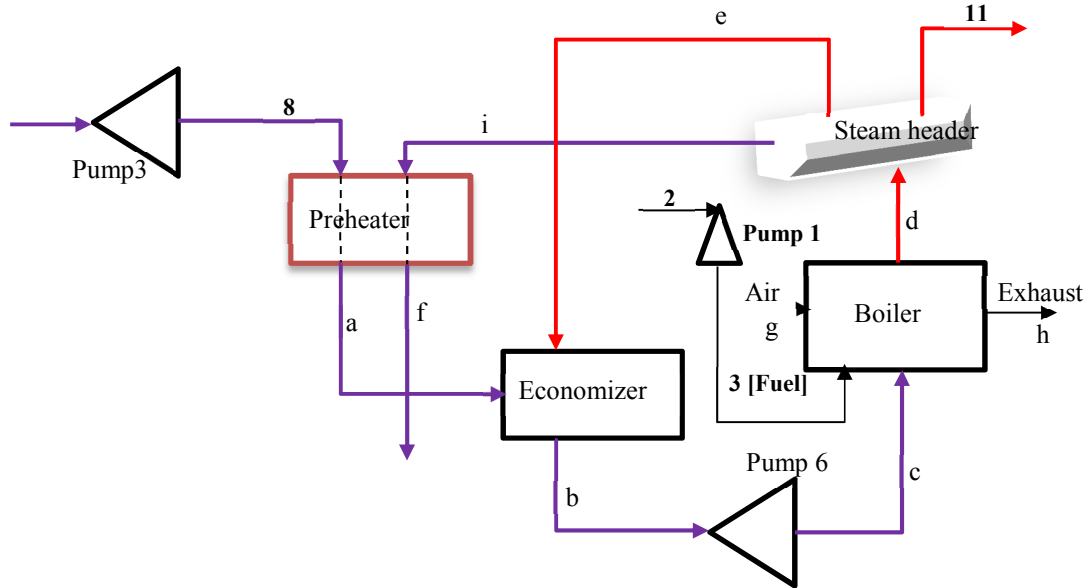 e
11
8
i
Steam header
Pump3
2
Preheater
Pump 1
d
Air
g
Boiler
Exhaust
h
a
f
Economizer
3 [Fuel]
Pump 6
b
c